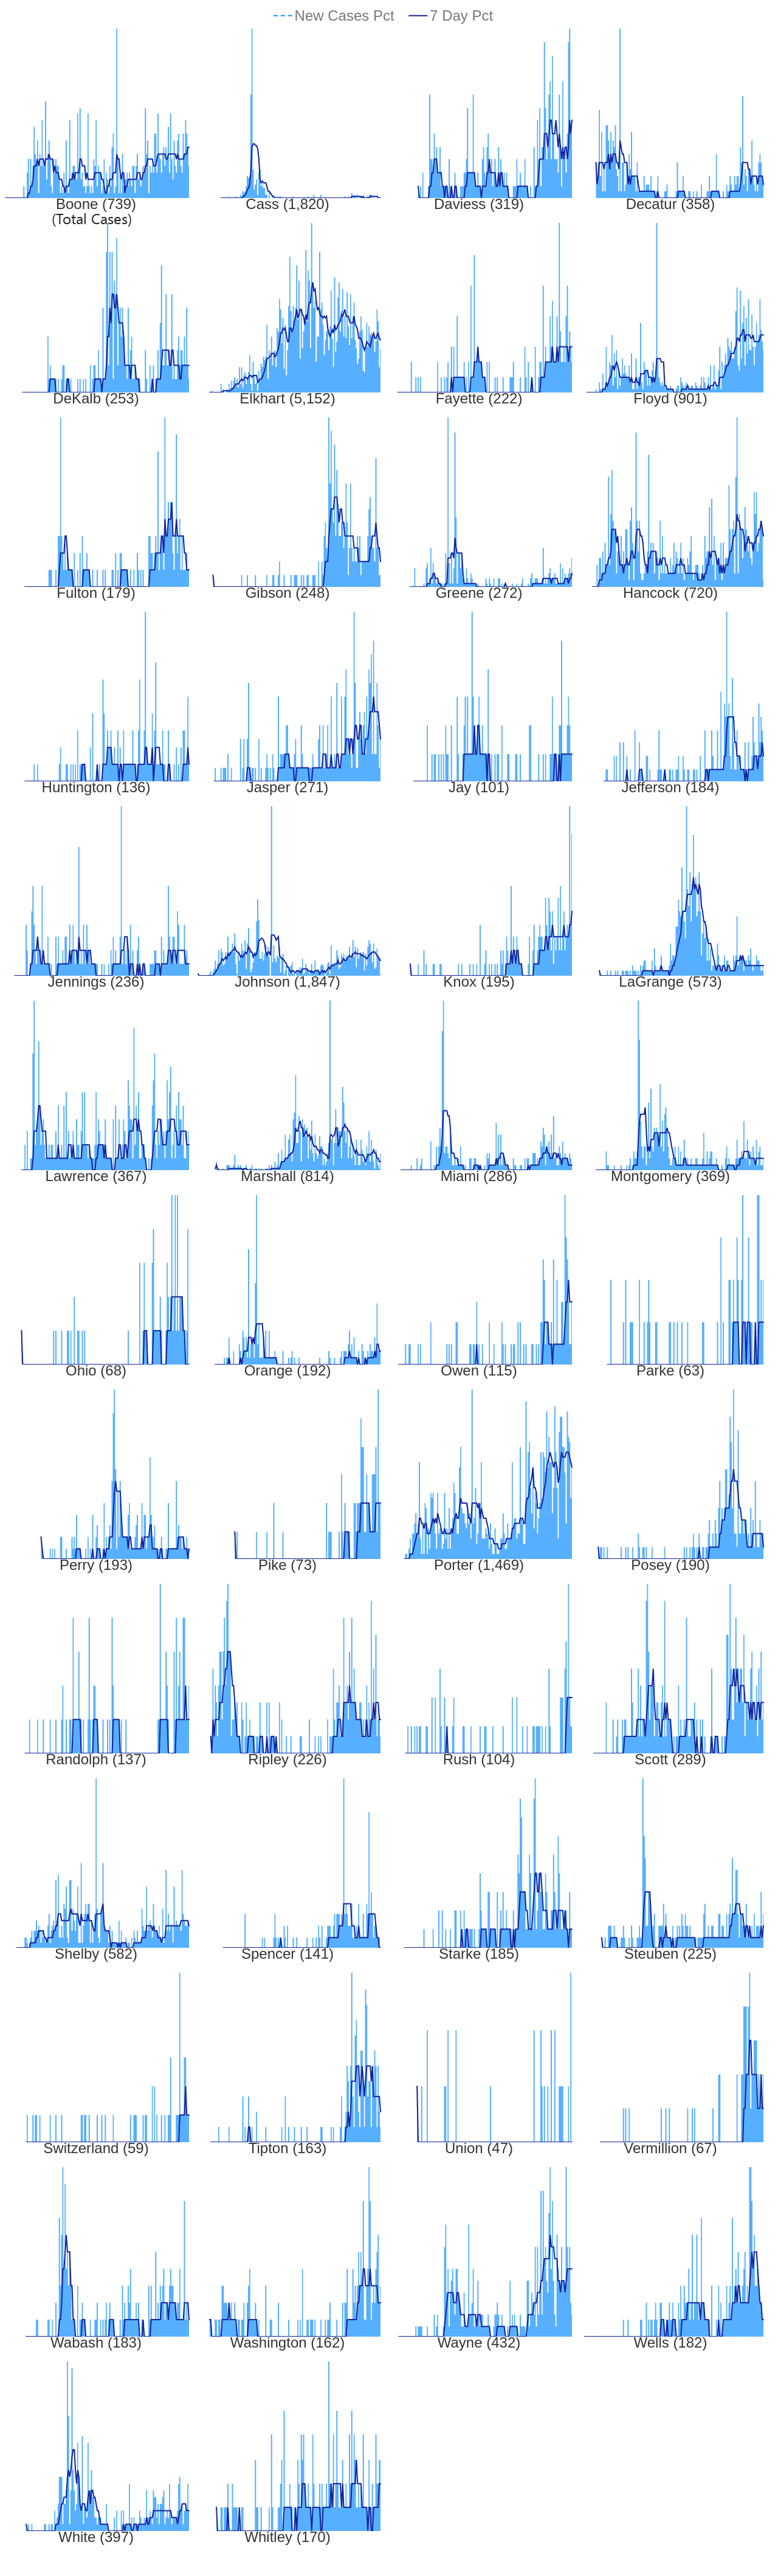 New Cases Pct 7 Day Pct
Boone (739) Cass (1,820) Daviess (319) Decatur (358)
(Total Cases)
DeKalb (253) Elkhart (5,152) Fayette (222) Floyd (901)
Fulton (179) Gibson (248) Greene (272) Hancock (720)
Huntington (136) Jasper (271) Jay (101) Jefferson (184)
Jennings (236) Johnson (1,847) Knox (195) LaGrange (573)
Lawrence (367) Marshall (814) Miami (286) Montgomery (369)
Ohio (68) Orange (192) Owen (115) Parke (63)
Perry (193) Pike (73) Porter (1,469) Posey (190)
Randolph (137) Ripley (226) Rush (104) Scott (289)
Shelby (582) Spencer (141) Starke (185) Steuben (225)
Switzerland (59) Tipton (163) Union (47) Vermillion (67)
Wabash (183) Washington (162) Wayne (432) Wells (182)
White (397) Whitley (170)